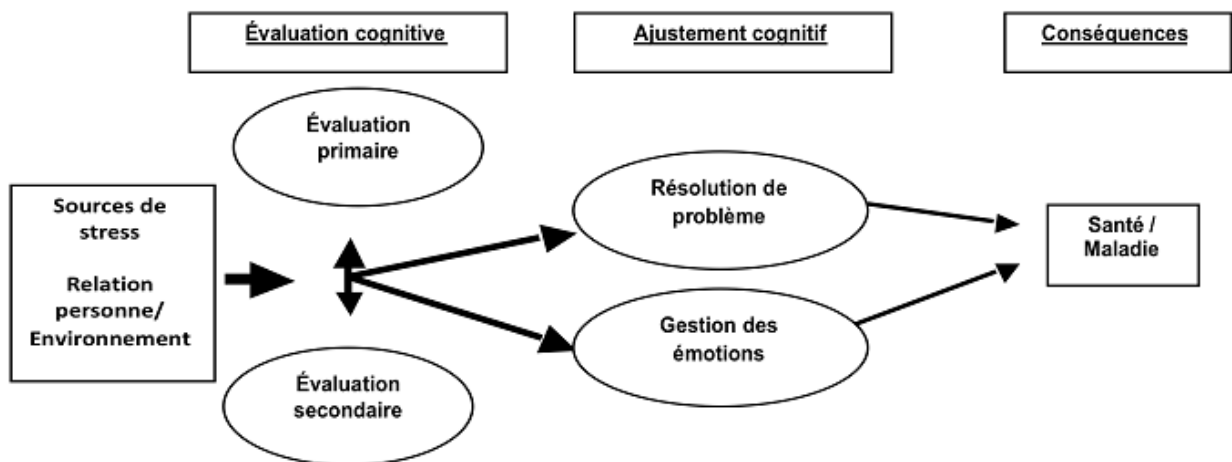 Évaluation cognitive
Ajustement cognitif
Conséquences
Évaluation
primaire
Sources de
stress
Relation
personne/
Environnement
Résolution de
problème
Santé /
Maladie
Gestion des
émotions
Évaluation
secondaire